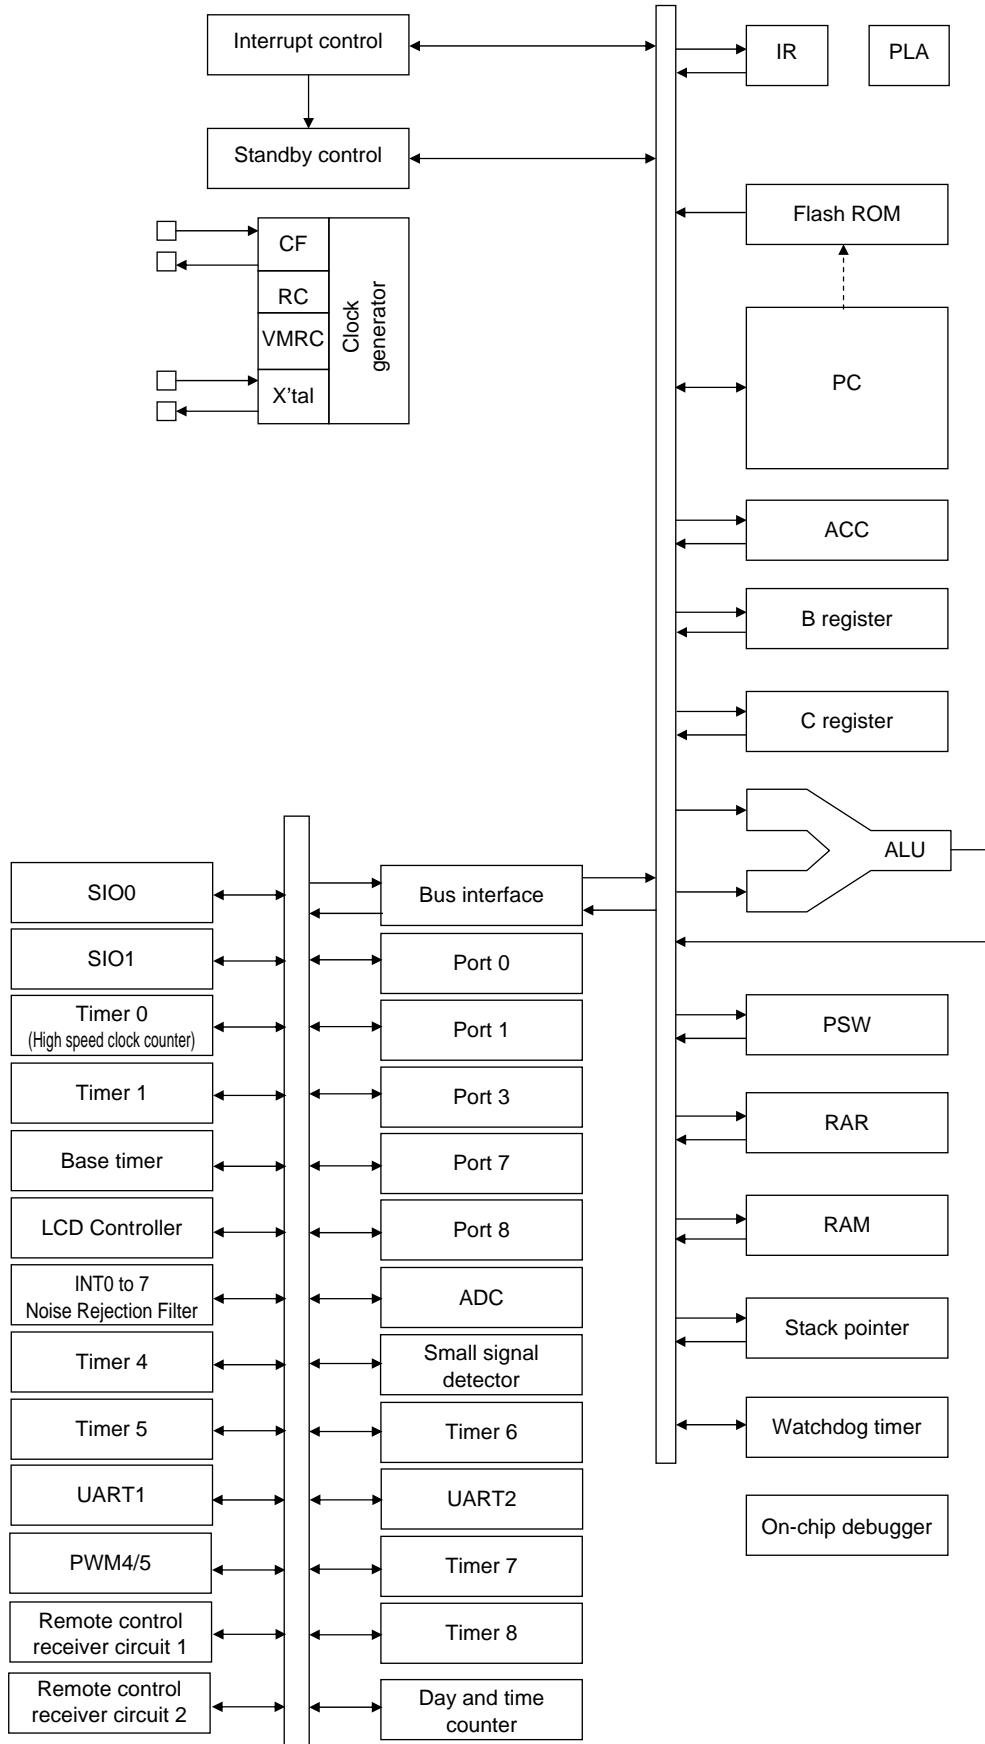 Interrupt control
IR
PLA
Standby control
Flash ROM
CF
RC
VMRC
X'tal
Clock
generator
PC
ACC
B register
C register
ALU
SIO0
Bus interface
SIO1
Port 0
Timer 0
(High speed clock counter)
Port 1
PSW
Timer 1
Port 3
RAR
Base timer
Port 7
LCD Controller
Port 8
RAM
INT0 to 7
Noise Rejection Filter
ADC
Stack pointer
Timer 4
Small signal
detector
Timer 5
Timer 6
Watchdog timer
UART1
UART2
On-chip debugger
PWM4/5
Timer 7
Remote control
receiver circuit 1
Timer 8
Remote control
receiver circuit 2
Day and time
counter